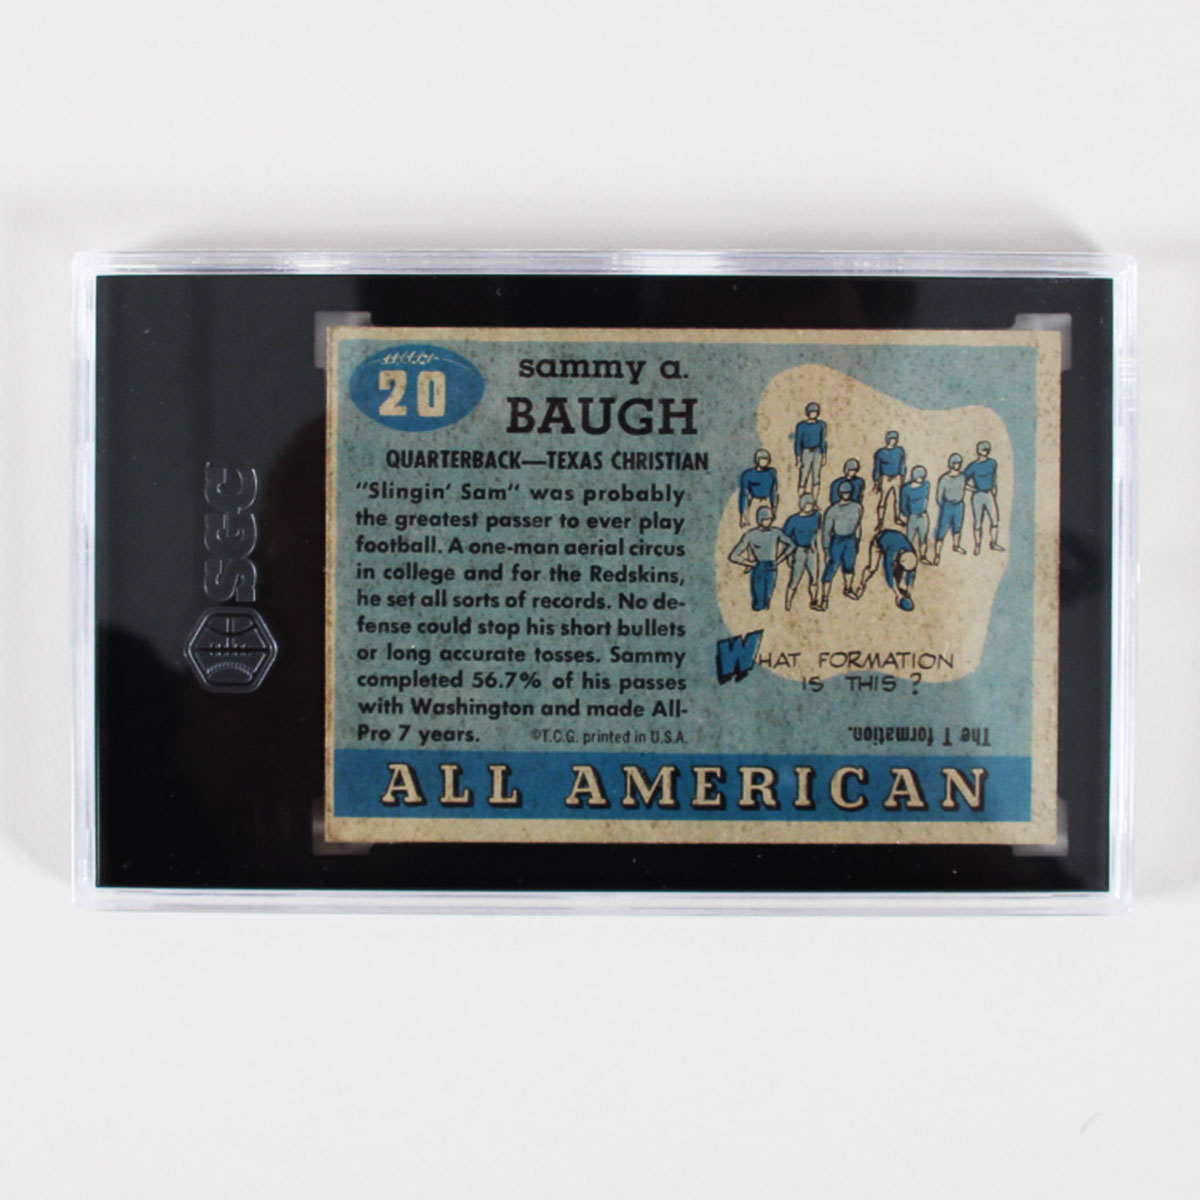 SGC
20
sammy a.
BAUGH
QUARTERBACK—TEXAS CHRISTIAN
"Slingin' Sam" was probably
the greatest passer to ever play
football. A one-man aerial circus
in college and for the Redskins,
he set all sorts of records. No de-
fense could stop his short bullets
or long accurate tosses. Sammy
completed 56.7% of his passes
with Washington and made All-
Pro 7 years. ©T.C.G. printed in U.S.A.
WHAT FORMATION
IS THIS?
The T formation.
ALL AMERICAN